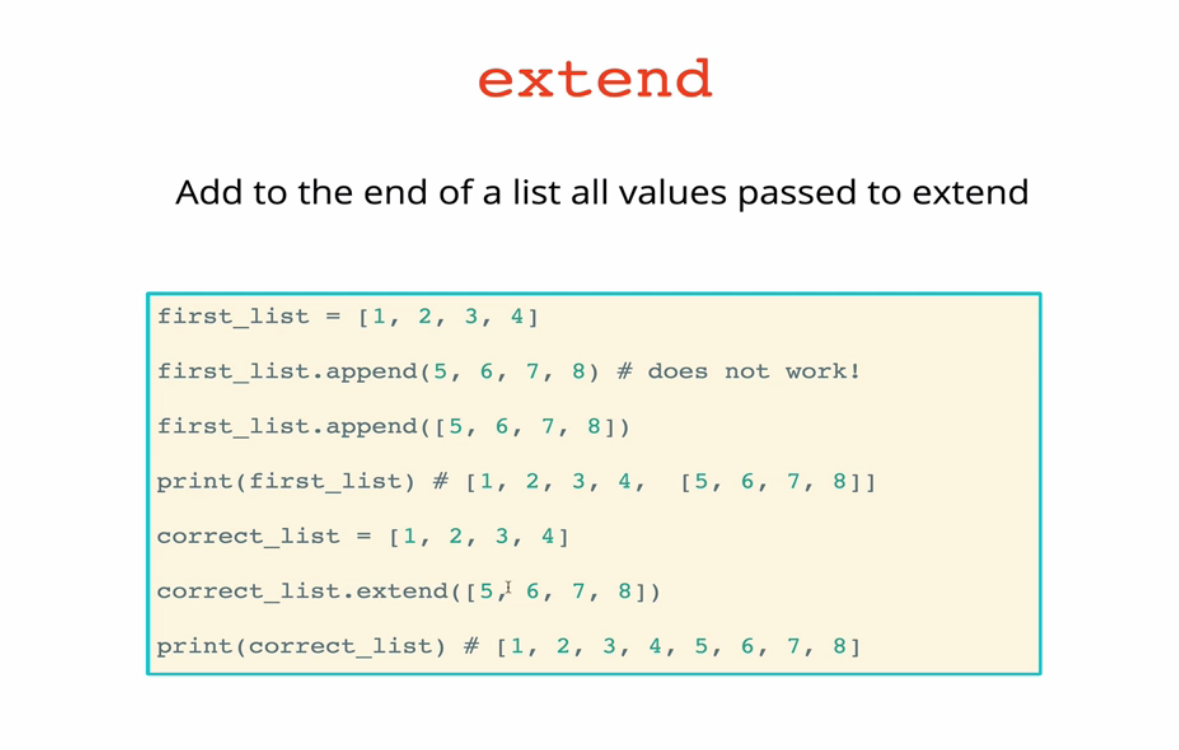 extend
Add to the end of a list all values passed to extend
first_list = [1, 2, 3, 4]
first_list.append(5, 6, 7, 8) # does not work!
first_list.append([5, 6, 7, 8])
print(first_list) # [1, 2, 3, 4,  [5, 6, 7, 8]]
correct_list = [1, 2, 3, 4]
correct_list.extend([5, 6, 7, 8])
print(correct_list) # [1, 2, 3, 4, 5, 6, 7, 8]